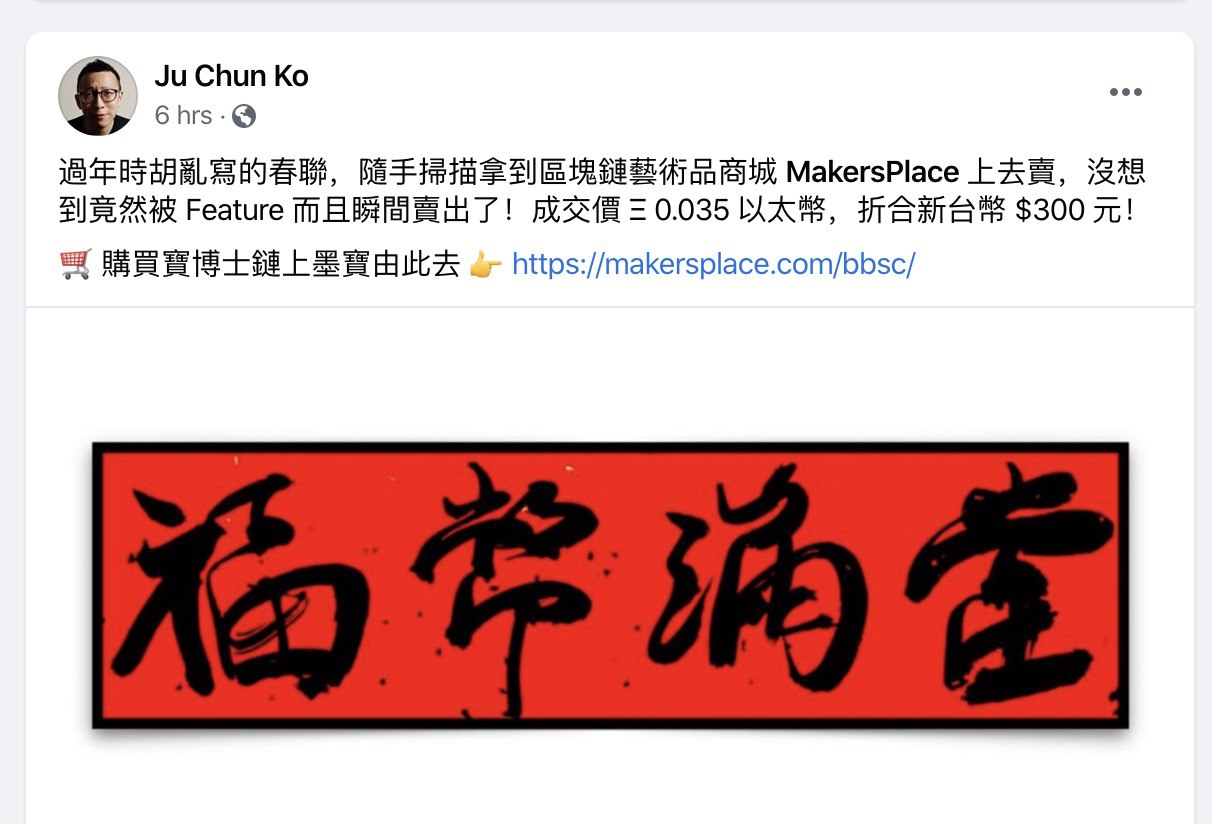 Ju Chun Ko
6 hrs ·
過年時胡亂寫的春聯，隨手掃描拿到區塊鏈藝術品商城 MakersPlace 上去賣，沒想
到竟然被 Feature 而且瞬間賣出了！成交價 Ξ 0.035 以太幣，折合新台幣 $300 元！
🛒 購買寶博士鏈上墨寶由此去 👉 https://makersplace.com/bbsc/
福幣滿堂